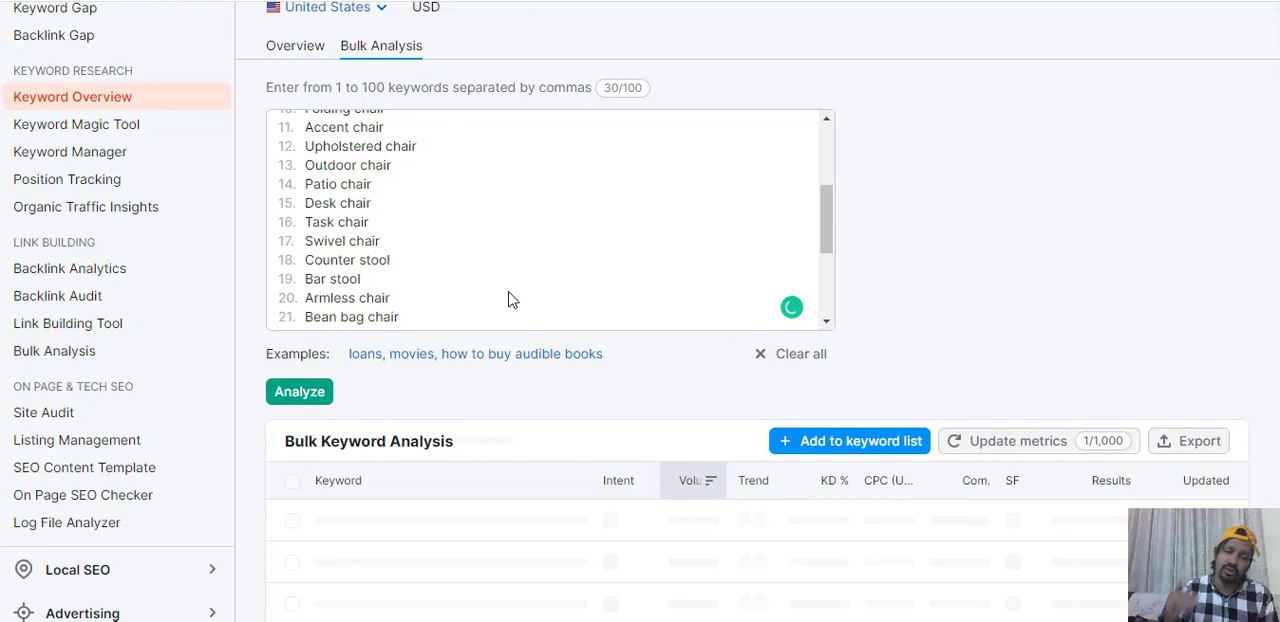 Keyword Gap
Backlink Gap
KEYWORD RESEARCH
Keyword Overview
Keyword Magic Tool
Keyword Manager
Position Tracking
Organic Traffic Insights
LINK BUILDING
Backlink Analytics
Backlink Audit
Link Building Tool
Bulk Analysis
ON PAGE & TECH SEO
Site Audit
Listing Management
SEO Content Template
On Page SEO Checker
Log File Analyzer
Local SEO
Advertising
United States USD
Overview Bulk Analysis
Enter from 1 to 100 keywords separated by commas 30/100
10. Folding chair
11. Accent chair
12. Upholstered chair
13. Outdoor chair
14. Patio chair
15. Desk chair
16. Task chair
17. Swivel chair
18. Counter stool
19. Bar stool
20. Armless chair
21. Bean bag chair
Examples: loans, movies, how to buy audible books Clear all
Analyze
Bulk Keyword Analysis + Add to keyword list Update metrics 1/1,000 Export
Keyword Intent Volu Trend KD % CPC (U... Com. SF Results Updated